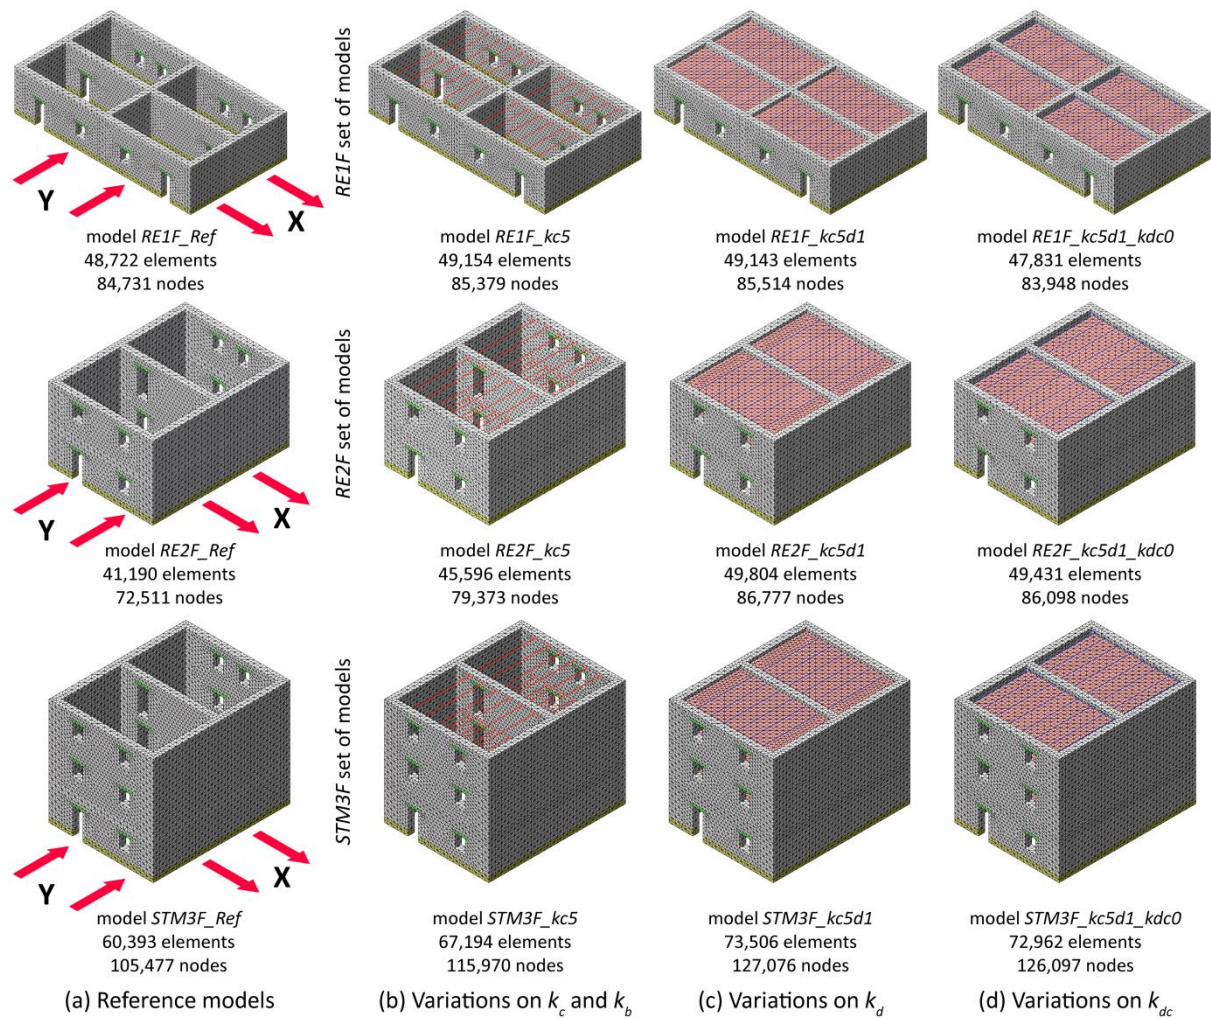 Y
X
RE1F set of models
model RE1F_Ref
48,722 elements
84,731 nodes
model RE1F_kc5
49,154 elements
85,379 nodes
model RE1F_kc5d1
49,143 elements
85,514 nodes
model RE1F_kc5d1_kdc0
47,831 elements
83,948 nodes
Y
X
RE2F set of models
model RE2F_Ref
41,190 elements
72,511 nodes
model RE2F_kc5
45,596 elements
79,373 nodes
model RE2F_kc5d1
49,804 elements
86,777 nodes
model RE2F_kc5d1_kdc0
49,431 elements
86,098 nodes
Y
X
STM3F set of models
model STM3F_Ref
60,393 elements
105,477 nodes
model STM3F_kc5
67,194 elements
115,970 nodes
model STM3F_kc5d1
73,506 elements
127,076 nodes
model STM3F_kc5d1_kdc0
72,962 elements
126,097 nodes
(a) Reference models
(b) Variations on k_c and k_b
(c) Variations on k_d
(d) Variations on k_dc